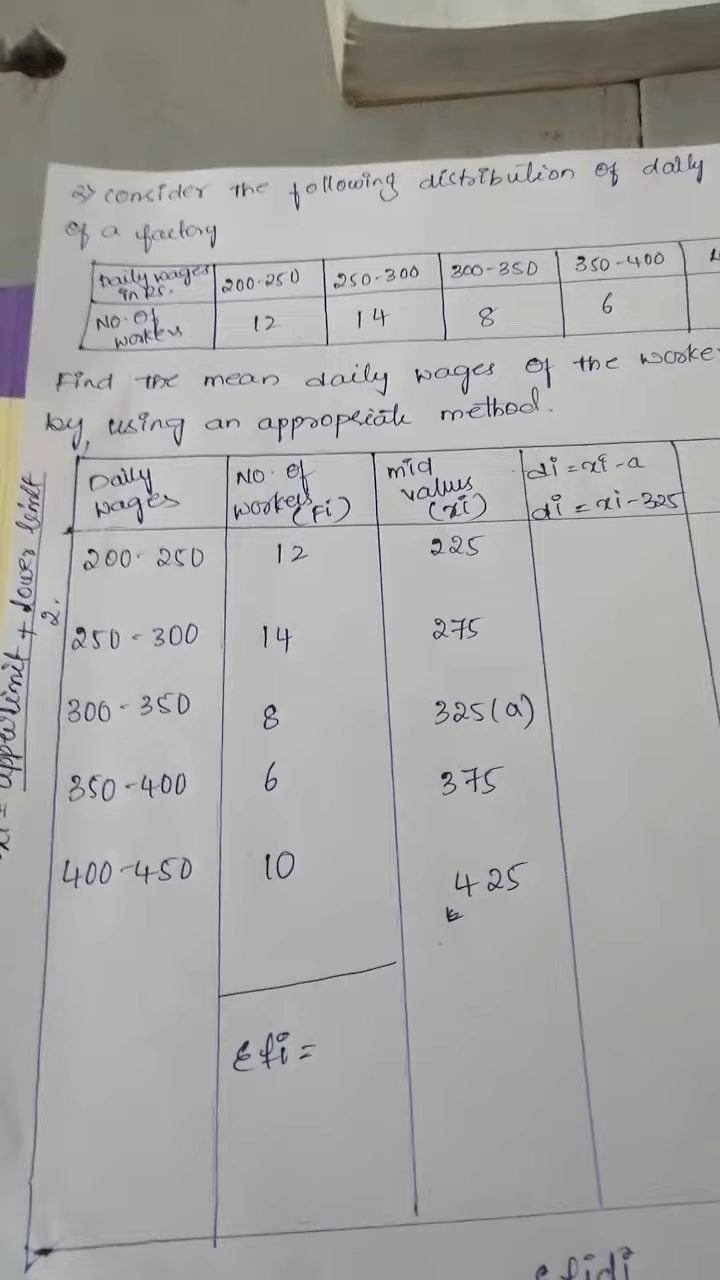 2) consider the following distribution of daily
of a factory
Daily wages in rs. 200-250 250-300 300-350 350-400
No. of workers 12 14 8 6
Find the mean daily wages of the worke
by using an appropriate method.
Daily wages No. of workers (Fi) mid values (xi) di = xi - a
di = xi - 325
200-250 12 225
250-300 14 275
300-350 8 325(a)
350-400 6 375
400-450 10 425
Σfi =
xi = upper limit + lower limit
2.
Σfidi